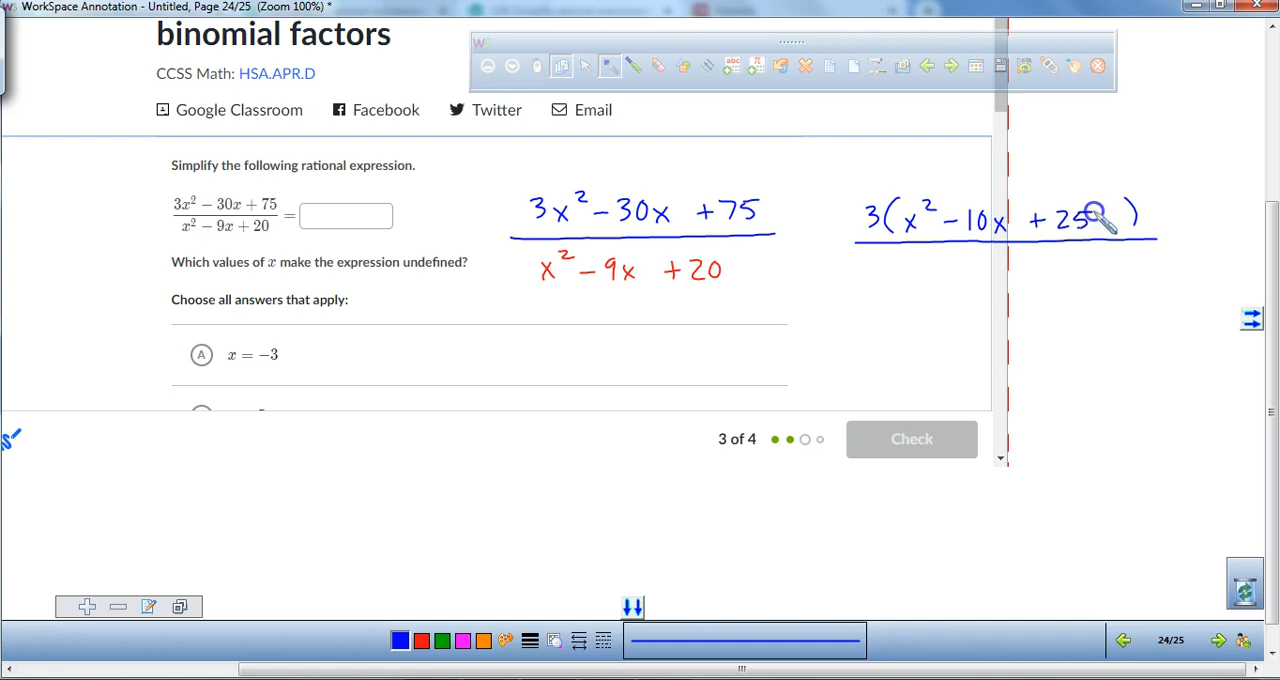 WorkSpace Annotation - Untitled, Page 24/25 (Zoom 100%) *
binomial factors
CCSS Math: HSA.APR.D
Google Classroom Facebook Twitter Email
Simplify the following rational expression.
3x² − 30x + 75
x² − 9x + 20
=
Which values of x make the expression undefined?
Choose all answers that apply:
A x = −3
3x² − 30x + 75
x² − 9x + 20
3(x² − 10x + 25 )
3 of 4
Check
24/25